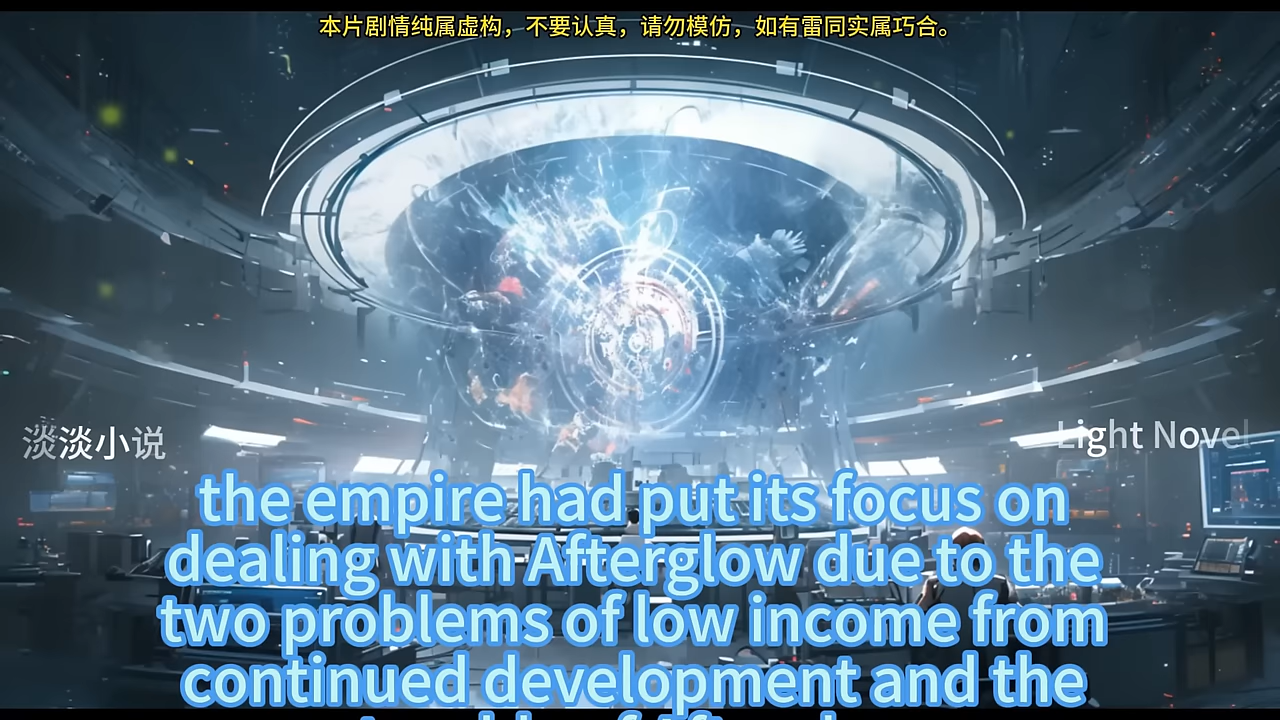 本片剧情纯属虚构，不要认真，请勿模仿，如有雷同实属巧合。
淡淡小说
Light Novel
the empire had put its focus on
dealing with Afterglow due to the
two problems of low income from
continued development and the